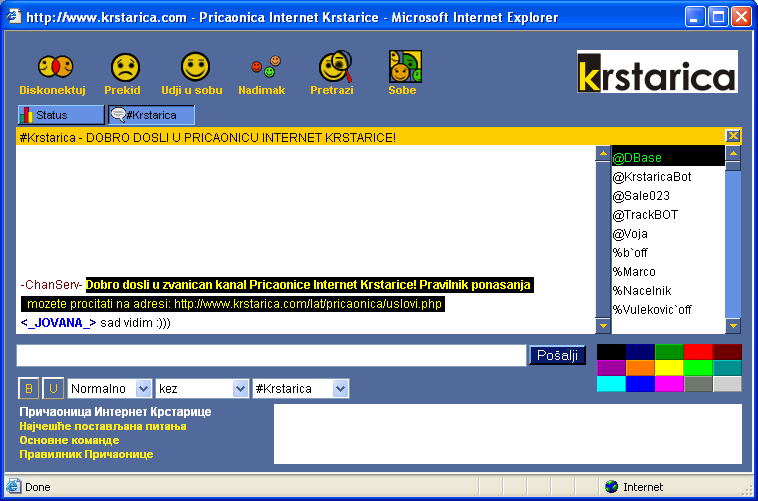 http://www.krstarica.com - Pricaonica Internet Krstarice - Microsoft Internet Explorer
Diskonektuj Prekid Udji u sobu Nadimak Pretrazi Sobe
krstarica
Status #Krstarica
#Krstarica - DOBRO DOSLI U PRICAONICU INTERNET KRSTARICE!
@DBase
@KrstaricaBot
@Sale023
@TrackBOT
@Voja
%b`off
%Marco
%Nacelnik
%Vulekovic`off
-ChanServ- Dobro dosli u zvanican kanal Pricaonice Internet Krstarice! Pravilnik ponasanja
mozete procitati na adresi: http://www.krstarica.com/lat/pricaonica/uslovi.php
<_JOVANA_> sad vidim :)))
Pošalji
B U Normalno kez #Krstarica
Причаоница Интернет Крстарице
Најчешће постављана питања
Основне команде
Правилник Причаонице
Done Internet